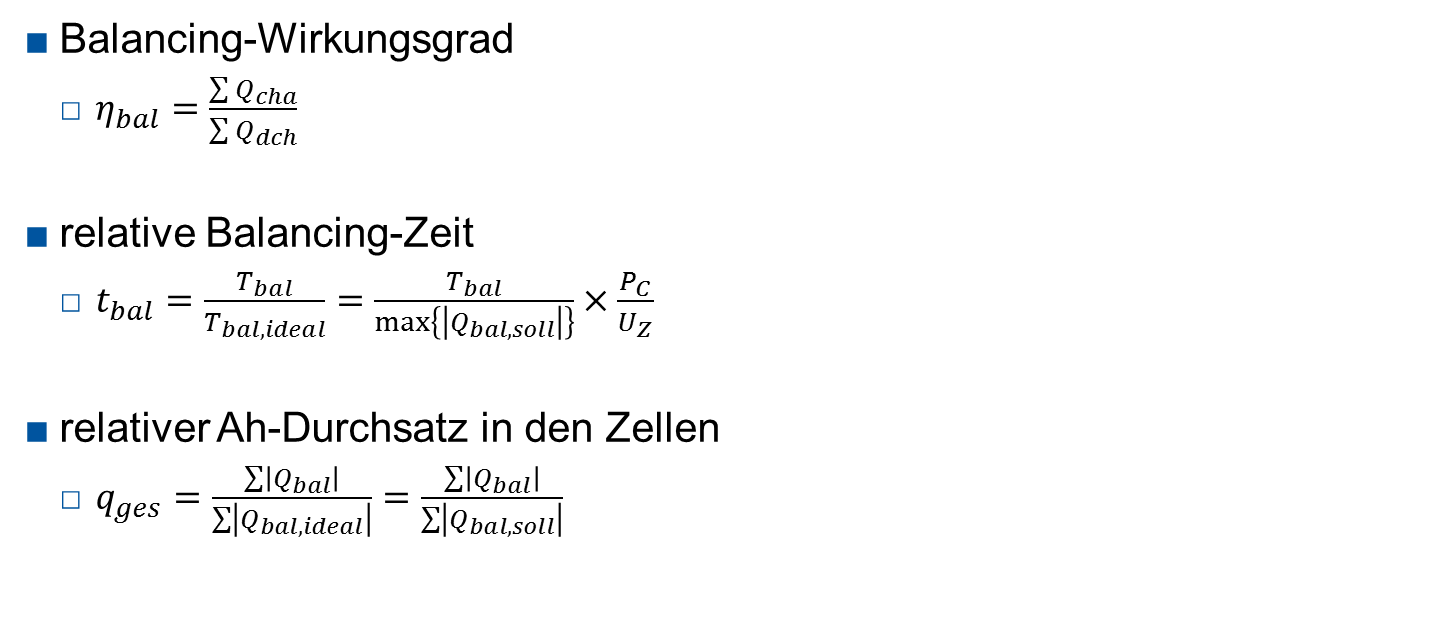 ■ Balancing-Wirkungsgrad
□ η_bal = (∑ Q_cha)/(∑ Q_dch)
■ relative Balancing-Zeit
□ t_bal = T_bal/T_bal,ideal = T_bal/max{|Q_bal,soll|} × P_C/U_Z
■ relativer Ah-Durchsatz in den Zellen
□ q_ges = ∑|Q_bal|/∑|Q_bal,ideal| = ∑|Q_bal|/∑|Q_bal,soll|